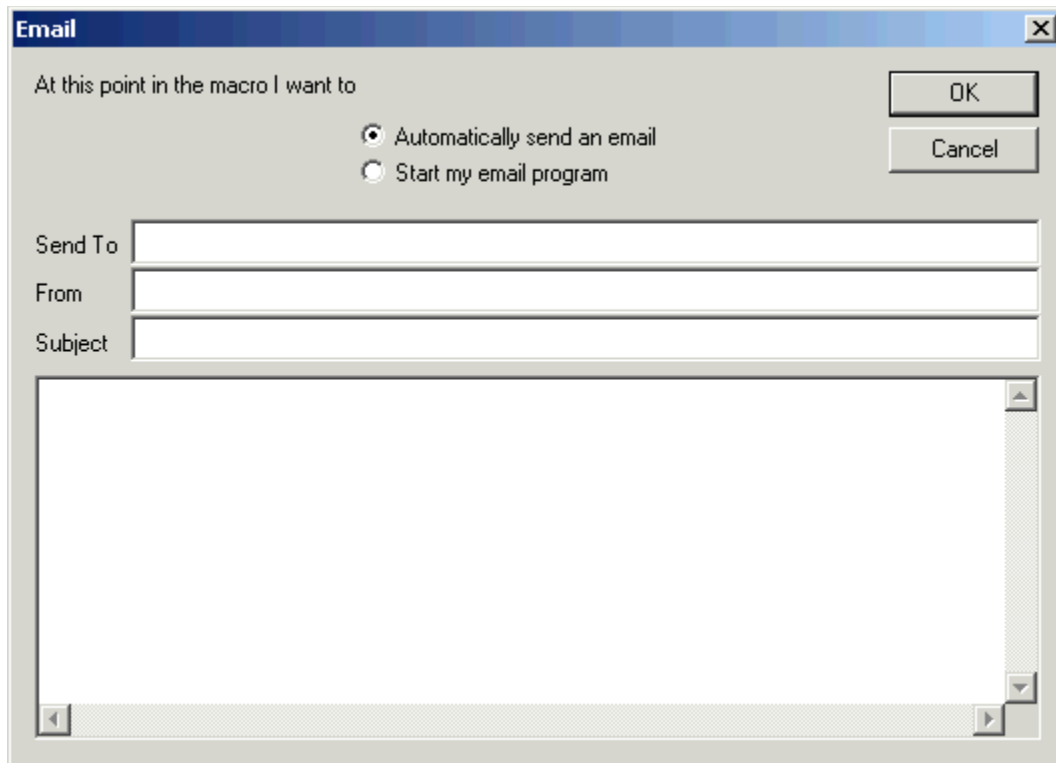 Email
At this point in the macro I want to
OK
Automatically send an email
Cancel
Start my email program
Send To
From
Subject